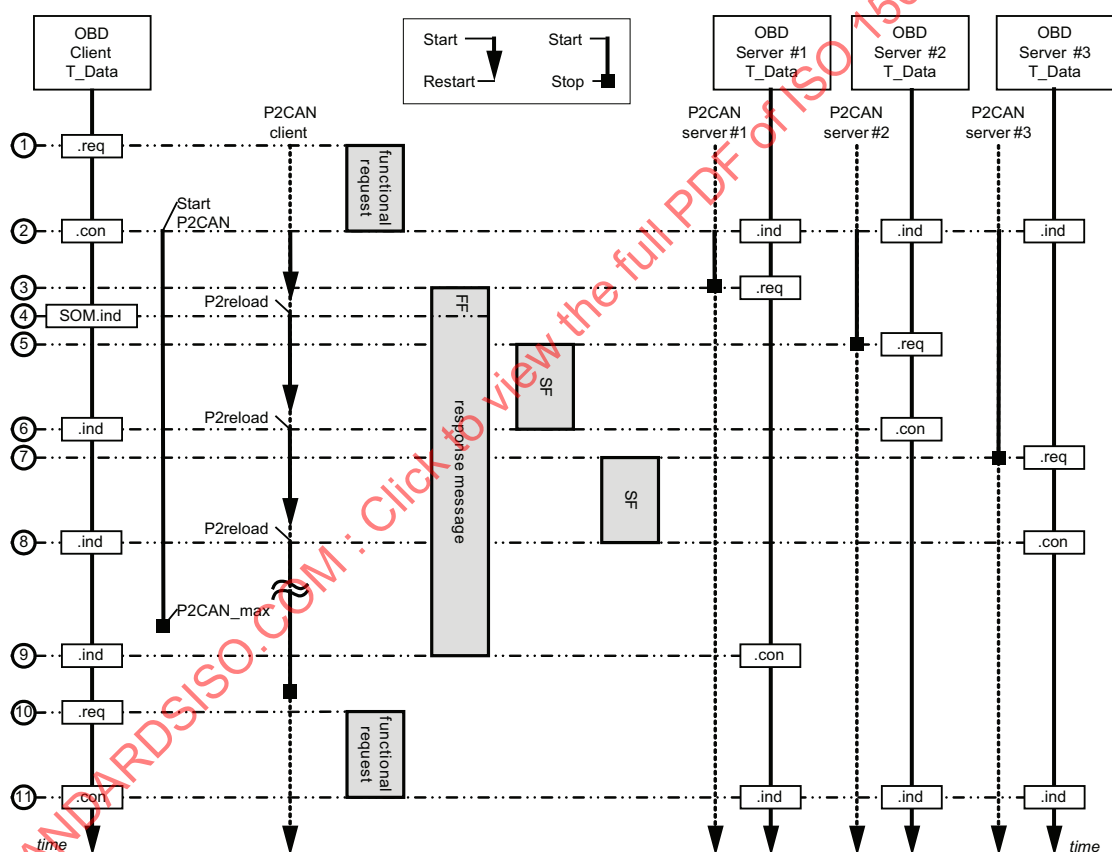 OBD
Client
T_Data
Start
Restart
Start
Stop
OBD
Server #1
T_Data
OBD
Server #2
T_Data
OBD
Server #3
T_Data
P2CAN
client
P2CAN
server #1
P2CAN
server #2
P2CAN
server #3
1
.req
functional
request
Start
P2CAN
2
.con
.ind
.ind
.ind
3
.req
P2reload
FF
4
SOM.ind
5
.req
SF
response message
P2reload
6
.ind
.con
7
.req
SF
P2reload
8
.ind
.con
P2CAN_max
9
.ind
.con
10
.req
functional
request
11
.con
.ind
.ind
.ind
time
time
ANDARDSISO.COM : Click to view the full PDF of ISO 150